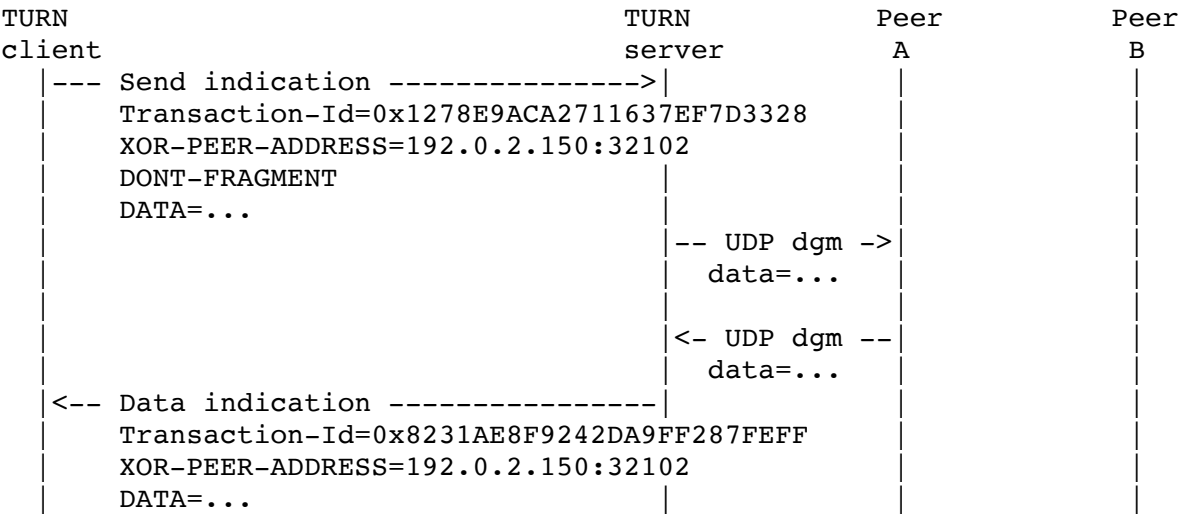 TURN                                 TURN          Peer          Peer
client                               server          A             B
  |--- Send indication --------------->|             |             |
  |    Transaction-Id=0x1278E9ACA2711637EF7D3328     |             |
  |    XOR-PEER-ADDRESS=192.0.2.150:32102            |             |
  |    DONT-FRAGMENT                   |             |             |
  |    DATA=...                        |             |             |
  |                                    |-- UDP dgm ->|             |
  |                                    |  data=...   |             |
  |                                    |             |             |
  |                                    |<- UDP dgm --|             |
  |                                    |  data=...   |             |
  |<-- Data indication ----------------|             |             |
  |    Transaction-Id=0x8231AE8F9242DA9FF287FEFF     |             |
  |    XOR-PEER-ADDRESS=192.0.2.150:32102            |             |
  |    DATA=...                        |             |             |